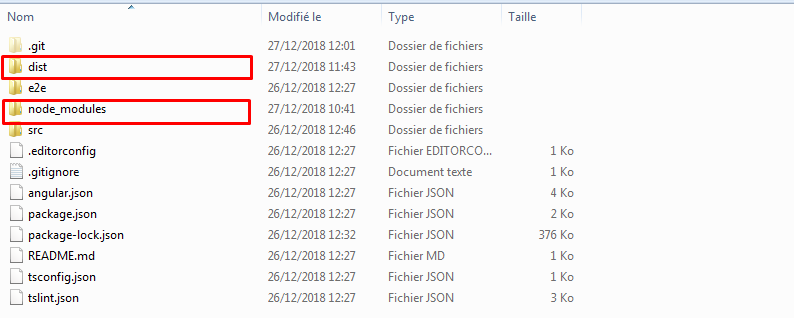 Nom Modifié le Type Taille
.git 27/12/2018 12:01 Dossier de fichiers
dist 27/12/2018 11:43 Dossier de fichiers
e2e 26/12/2018 12:27 Dossier de fichiers
node_modules 27/12/2018 10:41 Dossier de fichiers
src 26/12/2018 12:46 Dossier de fichiers
.editorconfig 26/12/2018 12:27 Fichier EDITORCO... 1 Ko
.gitignore 26/12/2018 12:27 Document texte 1 Ko
angular.json 26/12/2018 12:27 Fichier JSON 4 Ko
package.json 26/12/2018 12:27 Fichier JSON 2 Ko
package-lock.json 26/12/2018 12:32 Fichier JSON 376 Ko
README.md 26/12/2018 12:27 Fichier MD 1 Ko
tsconfig.json 26/12/2018 12:27 Fichier JSON 1 Ko
tslint.json 26/12/2018 12:27 Fichier JSON 3 Ko